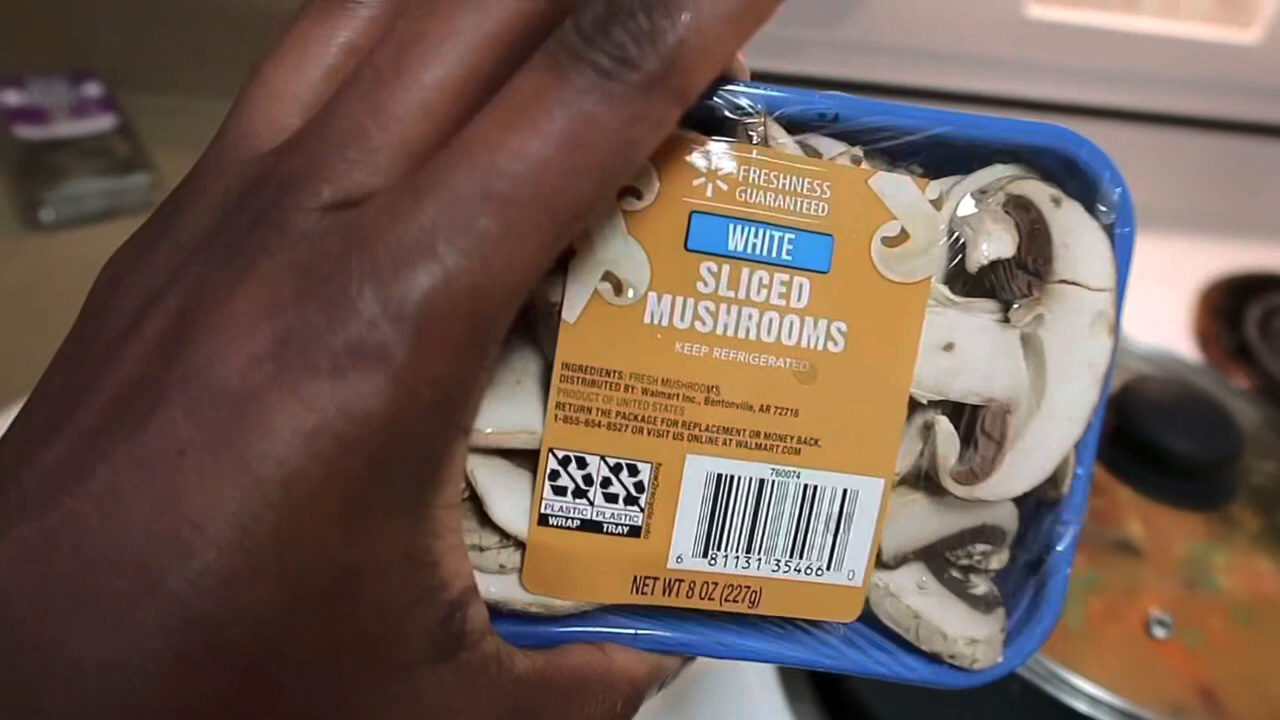 FRESHNESS
GUARANTEED
WHITE
SLICED
MUSHROOMS
KEEP REFRIGERATED
INGREDIENTS: FRESH MUSHROOMS
DISTRIBUTED BY: Walmart Inc., Bentonville, AR 72716
PRODUCT OF UNITED STATES
RETURN THE PACKAGE FOR REPLACEMENT OR MONEY BACK.
1-855-654-8527 OR VISIT US ONLINE AT WALMART.COM
PLASTIC PLASTIC
WRAP TRAY
how2recycle.info
760074
6 81131 35466 0
NET WT 8 OZ (227g)